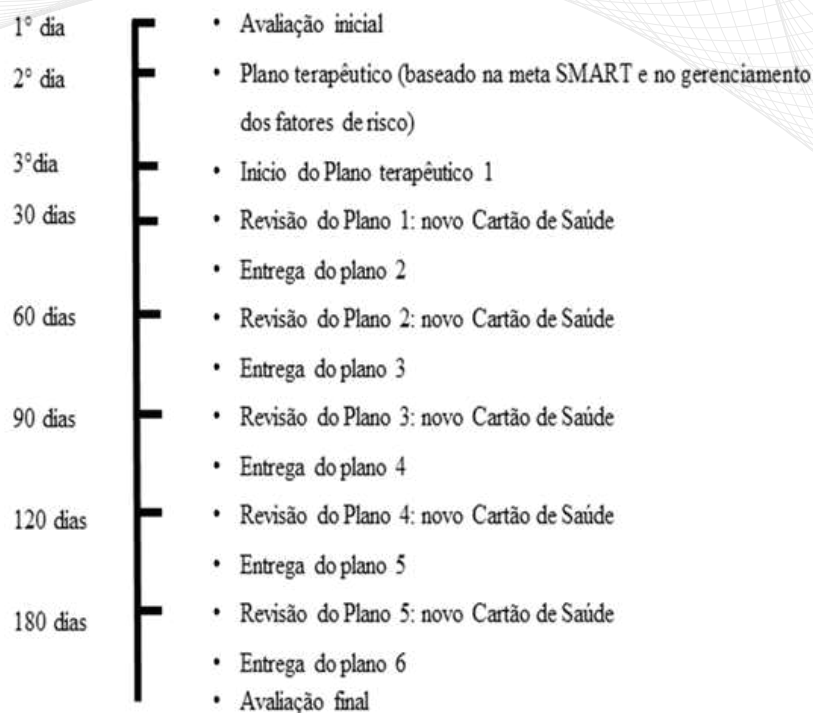 1° dia
• Avaliação inicial
2° dia
• Plano terapêutico (baseado na meta SMART e no gerenciamento
dos fatores de risco)
3°dia
• Inicio do Plano terapêutico 1
30 dias
• Revisão do Plano 1: novo Cartão de Saúde
• Entrega do plano 2
60 dias
• Revisão do Plano 2: novo Cartão de Saúde
• Entrega do plano 3
90 dias
• Revisão do Plano 3: novo Cartão de Saúde
• Entrega do plano 4
120 dias
• Revisão do Plano 4: novo Cartão de Saúde
• Entrega do plano 5
180 dias
• Revisão do Plano 5: novo Cartão de Saúde
• Entrega do plano 6
• Avaliação final